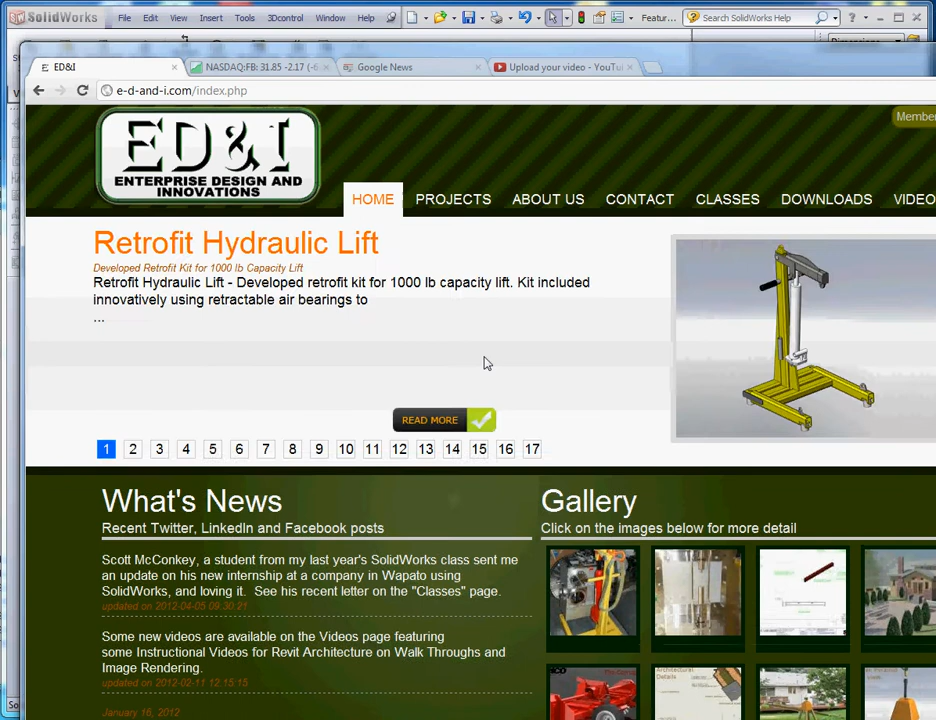 SolidWorks File Edit View Insert Tools 3Dcontrol Window Help Featur... Search SolidWorks Help
ED&I NASDAQ:FB: 31.85 -2.17 (-6 Google News Upload your video - YouTu
e-d-and-i.com/index.php
Member
ED&I
ENTERPRISE DESIGN AND
INNOVATIONS
HOME PROJECTS ABOUT US CONTACT CLASSES DOWNLOADS VIDEO
Retrofit Hydraulic Lift
Developed Retrofit Kit for 1000 lb Capacity Lift
Retrofit Hydraulic Lift - Developed retrofit kit for 1000 lb capacity lift. Kit included
innovatively using retractable air bearings to
...
READ MORE
1 2 3 4 5 6 7 8 9 10 11 12 13 14 15 16 17
What's News
Recent Twitter, LinkedIn and Facebook posts
Scott McConkey, a student from my last year's SolidWorks class sent me
an update on his new internship at a company in Wapato using
SolidWorks, and loving it. See his recent letter on the "Classes" page.
updated on 2012-04-05 09:30:21
Some new videos are available on the Videos page featuring
some Instructional Videos for Revit Architecture on Walk Throughs and
Image Rendering.
updated on 2012-02-11 12:15:15
January 16, 2012
Gallery
Click on the images below for more detail
Architectural
Details